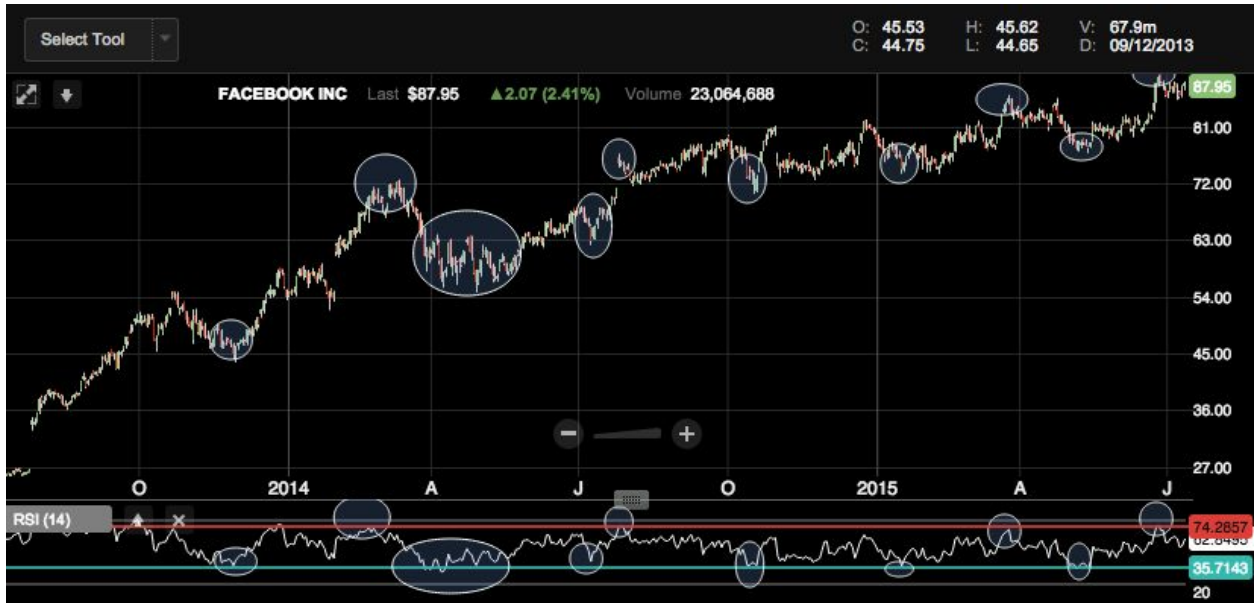 Select Tool
O: 45.53 H: 45.62 V: 67.9m
C: 44.75 L: 44.65 D: 09/12/2013
FACEBOOK INC Last $87.95 ▲2.07 (2.41%) Volume 23,064,688
87.95
81.00
72.00
63.00
54.00
45.00
36.00
27.00
O 2014 A J O 2015 A J
RSI (14)
74.2857
35.7143
20